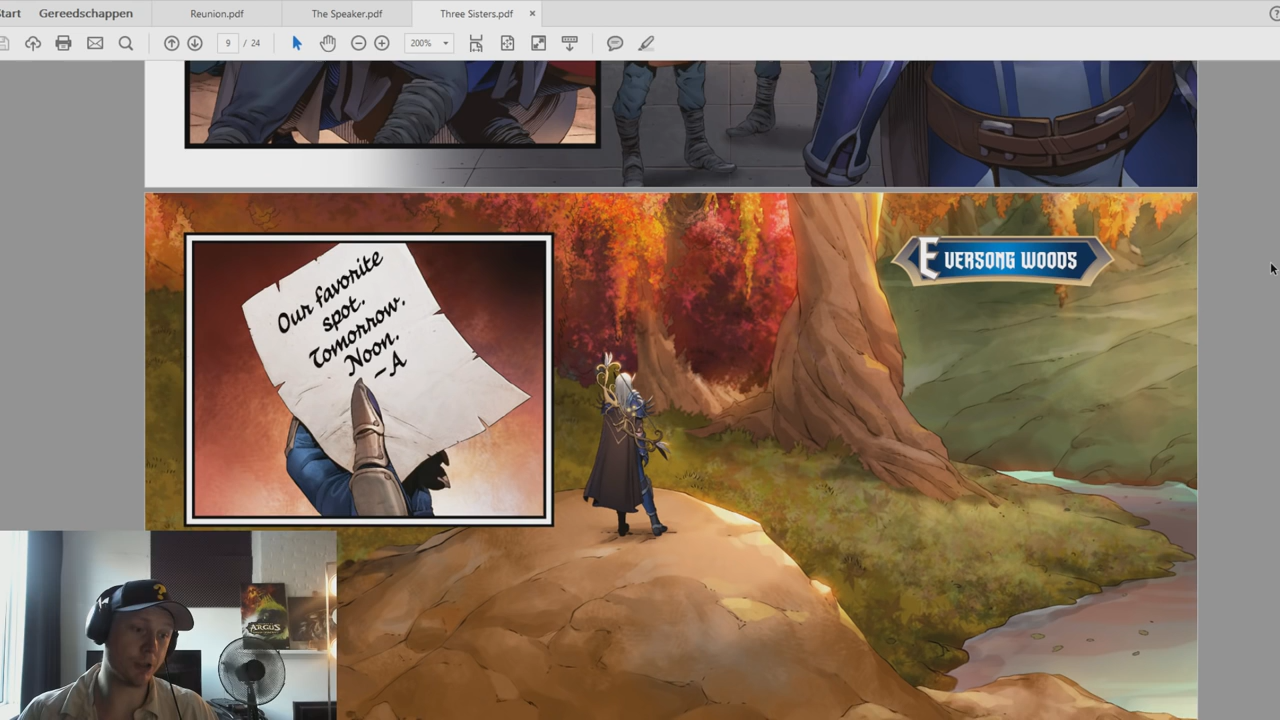 Start Gereedschappen Reunion.pdf The Speaker.pdf Three Sisters.pdf ×
9 / 24 200%
EVERSONG WOODS
Our favorite
spot.
Tomorrow.
Noon.
–A
ARGUS